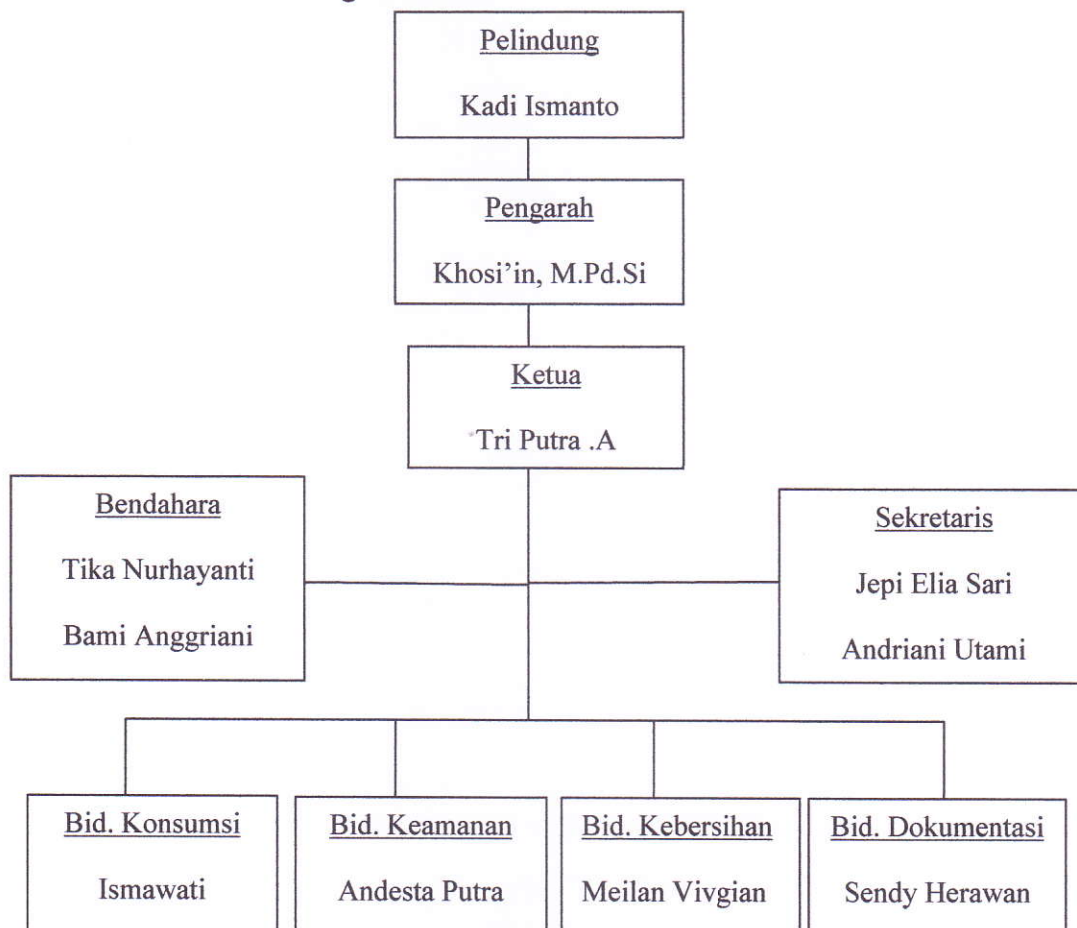 Pelindung
Kadi Ismanto
Pengarah
Khosi’in, M.Pd.Si
Ketua
Tri Putra .A
Bendahara
Tika Nurhayanti
Bami Anggriani
Sekretaris
Jepi Elia Sari
Andriani Utami
Bid. Konsumsi
Ismawati
Bid. Keamanan
Andesta Putra
Bid. Kebersihan
Meilan Vivgian
Bid. Dokumentasi
Sendy Herawan